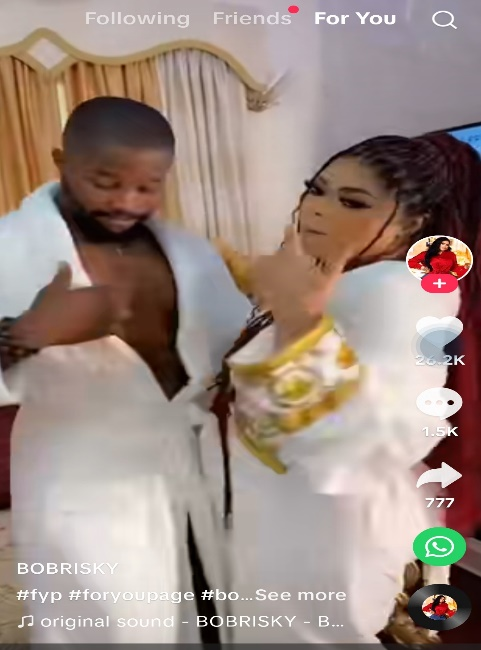 Following Friends For You
26.2K
1.5K
777
BOBRISKY
#fyp #foryoupage #bo...See more
original sound - BOBRISKY - B...